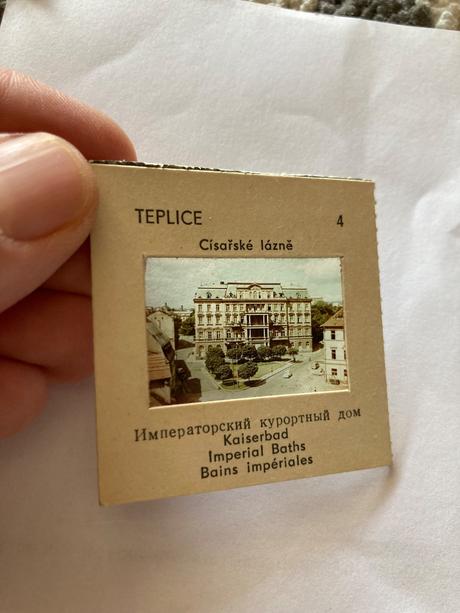 TEPLICE 4
Císařské lázně
Императорский курортный дом
Kaiserbad
Imperial Baths
Bains impériales